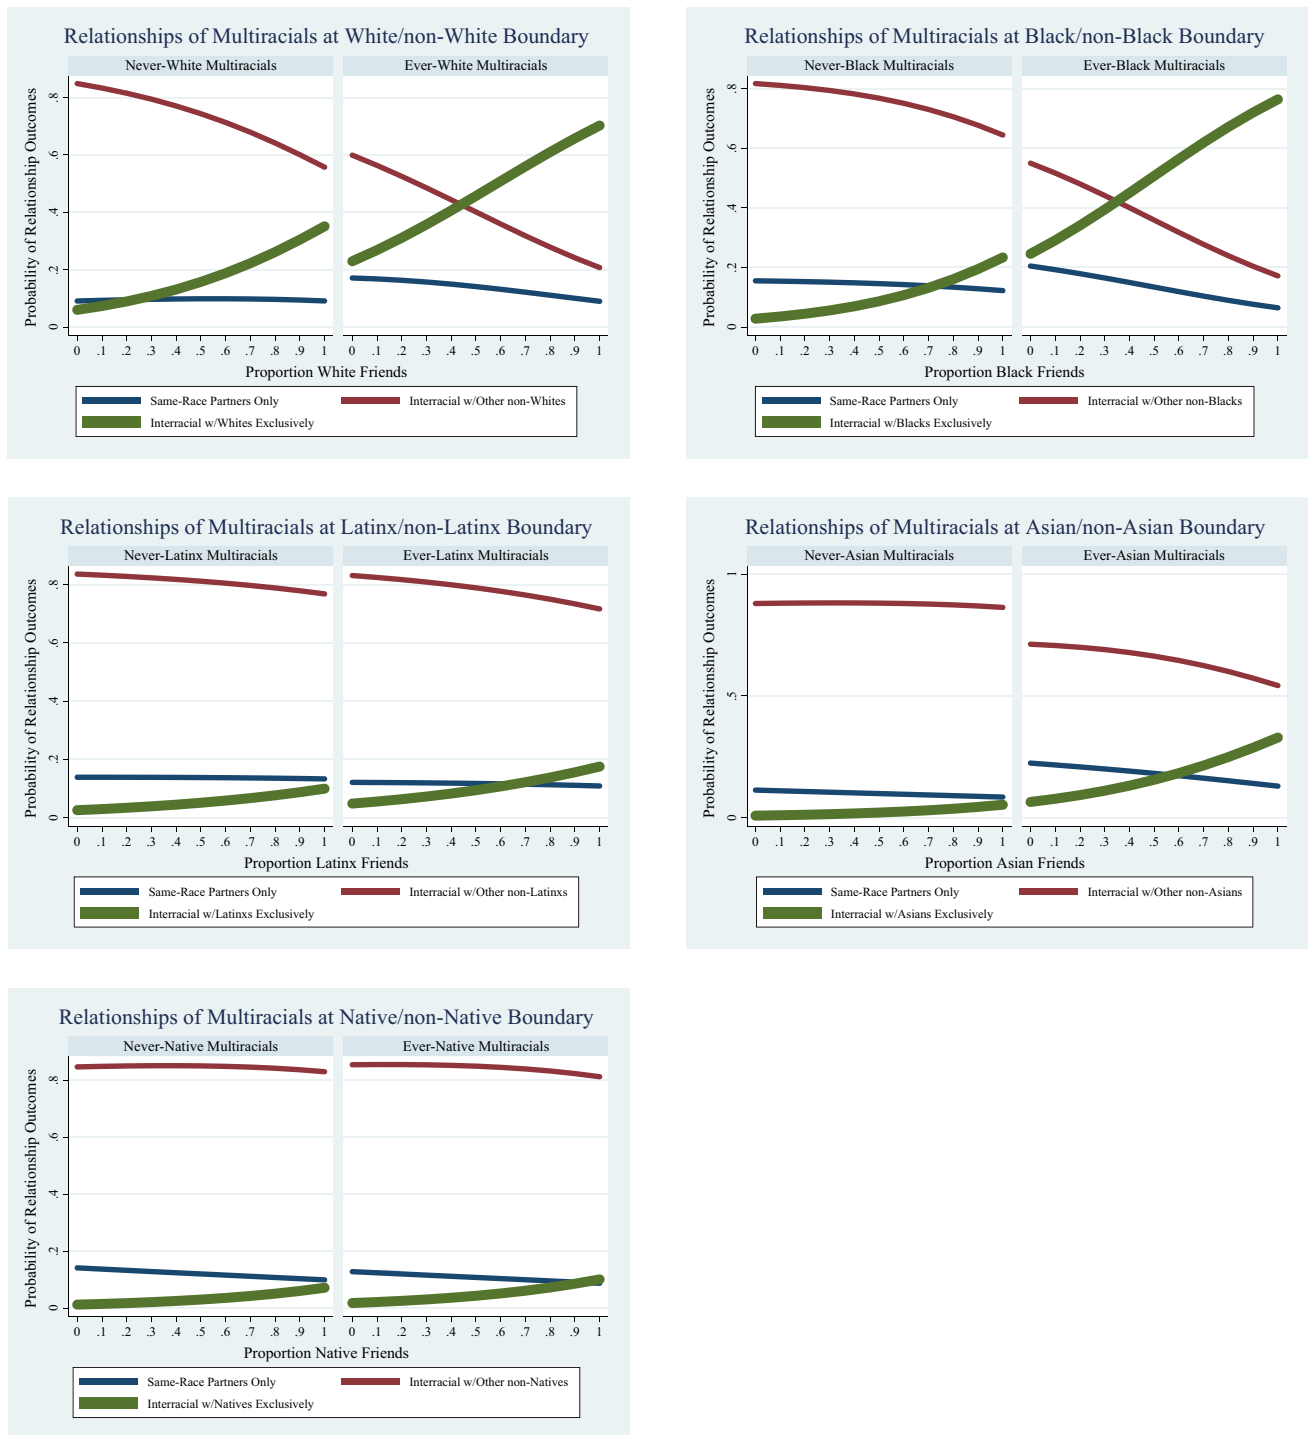 Relationships of Multiracials at White/non-White Boundary
Never-White Multiracials Ever-White Multiracials
Probability of Relationship Outcomes
.8
.6
.4
.2
0
0 .1 .2 .3 .4 .5 .6 .7 .8 .9 1 0 .1 .2 .3 .4 .5 .6 .7 .8 .9 1
Proportion White Friends
Same-Race Partners Only Interracial w/Other non-Whites
Interracial w/Whites Exclusively
Relationships of Multiracials at Black/non-Black Boundary
Never-Black Multiracials Ever-Black Multiracials
Probability of Relationship Outcomes
.8
.6
.4
.2
0
0 .1 .2 .3 .4 .5 .6 .7 .8 .9 1 0 .1 .2 .3 .4 .5 .6 .7 .8 .9 1
Proportion Black Friends
Same-Race Partners Only Interracial w/Other non-Blacks
Interracial w/Blacks Exclusively
Relationships of Multiracials at Latinx/non-Latinx Boundary
Never-Latinx Multiracials Ever-Latinx Multiracials
Probability of Relationship Outcomes
.8
.6
.4
.2
0
0 .1 .2 .3 .4 .5 .6 .7 .8 .9 1 0 .1 .2 .3 .4 .5 .6 .7 .8 .9 1
Proportion Latinx Friends
Same-Race Partners Only Interracial w/Other non-Latinxs
Interracial w/Latinxs Exclusively
Relationships of Multiracials at Asian/non-Asian Boundary
Never-Asian Multiracials Ever-Asian Multiracials
Probability of Relationship Outcomes
1
.5
0
0 .1 .2 .3 .4 .5 .6 .7 .8 .9 1 0 .1 .2 .3 .4 .5 .6 .7 .8 .9 1
Proportion Asian Friends
Same-Race Partners Only Interracial w/Other non-Asians
Interracial w/Asians Exclusively
Relationships of Multiracials at Native/non-Native Boundary
Never-Native Multiracials Ever-Native Multiracials
Probability of Relationship Outcomes
.8
.6
.4
.2
0
0 .1 .2 .3 .4 .5 .6 .7 .8 .9 1 0 .1 .2 .3 .4 .5 .6 .7 .8 .9 1
Proportion Native Friends
Same-Race Partners Only Interracial w/Other non-Natives
Interracial w/Natives Exclusively